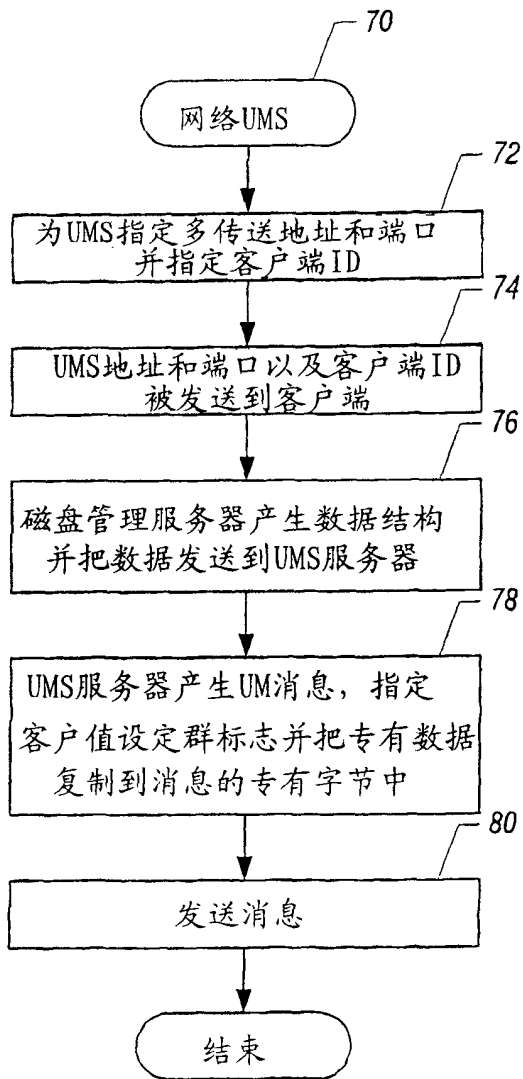 70
网络UMS
72
为UMS指定多传送地址和端口
并指定客户端ID
74
UMS地址和端口以及客户端ID
被发送到客户端
76
磁盘管理服务器产生数据结构
并把数据发送到UMS服务器
78
UMS服务器产生UM消息，指定
客户值设定群标志并把专有数据
复制到消息的专有字节中
80
发送消息
结束